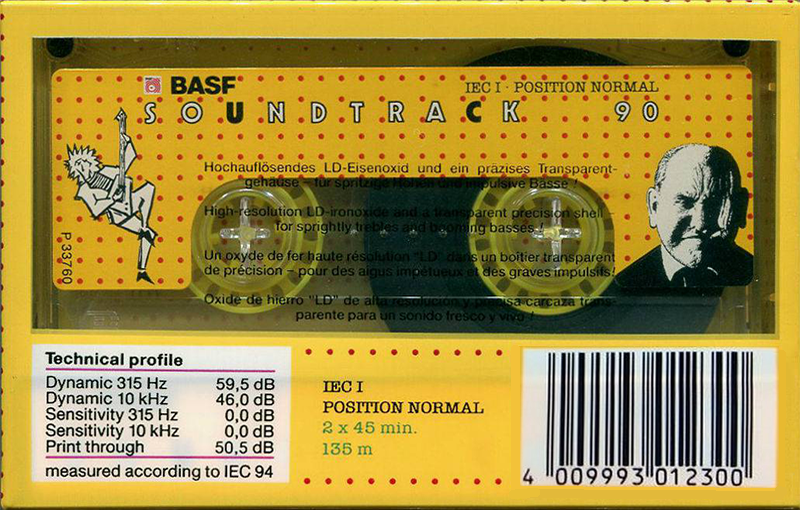 BASF
IEC I · POSITION NORMAL
SOUNDTRACK 90
Hochauflösendes LD-Eisenoxid und ein präzises Transparent-
gehäuse – für spritzige Höhen und impulsive Bässe !
High-resolution LD-ironoxide and a transparent precision shell –
for sprightly trebles and booming basses !
Un oxyde de fer haute résolution "LD" dans un boîtier transparent
de précision – pour des aigus impétueux et des graves impulsifs!
Oxide de hierro "LD" de alta resolución y precisa carcaza trans-
parente para un sonido fresco y vivo !
P 33760
Technical profile
Dynamic 315 Hz 59,5 dB
Dynamic 10 kHz 46,0 dB
Sensitivity 315 Hz 0,0 dB
Sensitivity 10 kHz 0,0 dB
Print through 50,5 dB
measured according to IEC 94
IEC I
POSITION NORMAL
2 x 45 min.
135 m
4 009993 012300